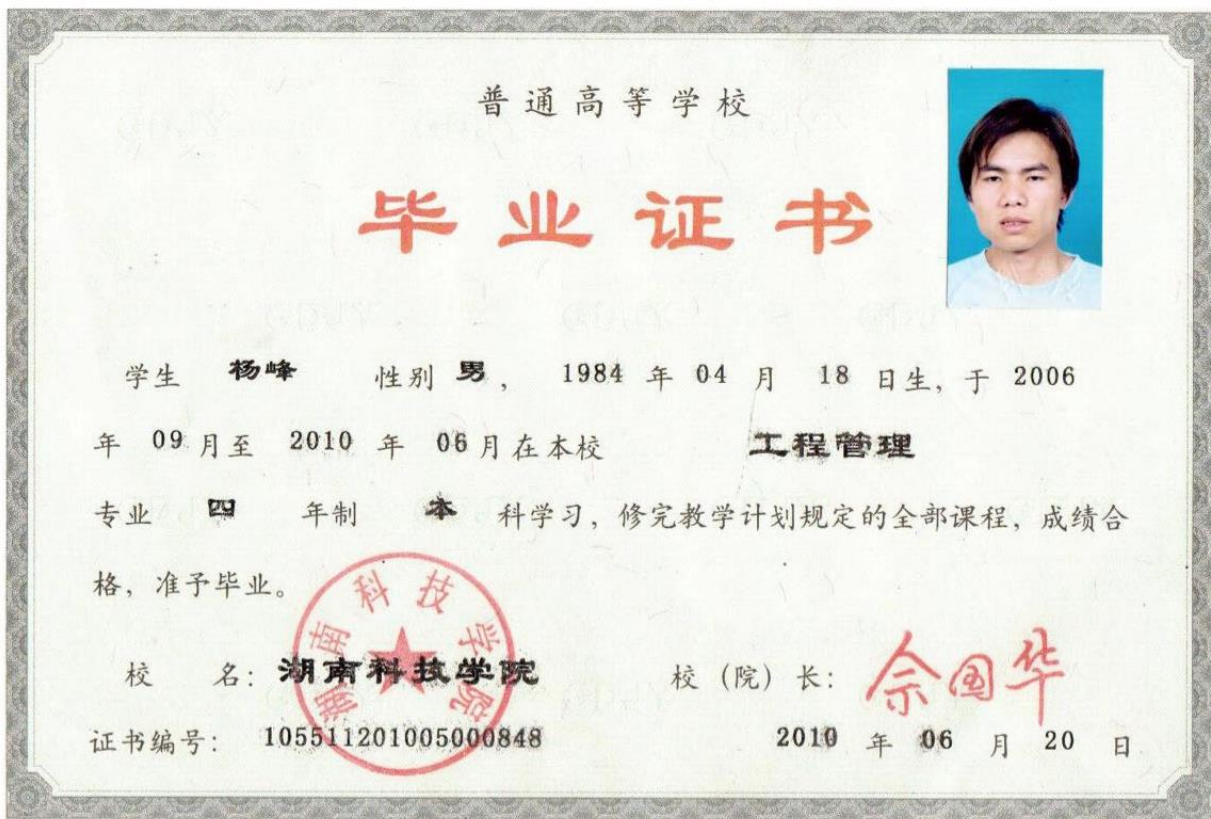 普通高等学校
毕业证书
学生 杨峰 性别 男, 1984 年 04 月 18 日生, 于 2006
年 09 月至 2010 年 06 月在本校 工程管理
专业 四 年制 本 科学习, 修完教学计划规定的全部课程, 成绩合
格, 准予毕业。
湖南科技学院
校 名: 湖南科技学院 校 (院) 长: 佘国华
证书编号: 105511201005000848 2010 年 06 月 20 日